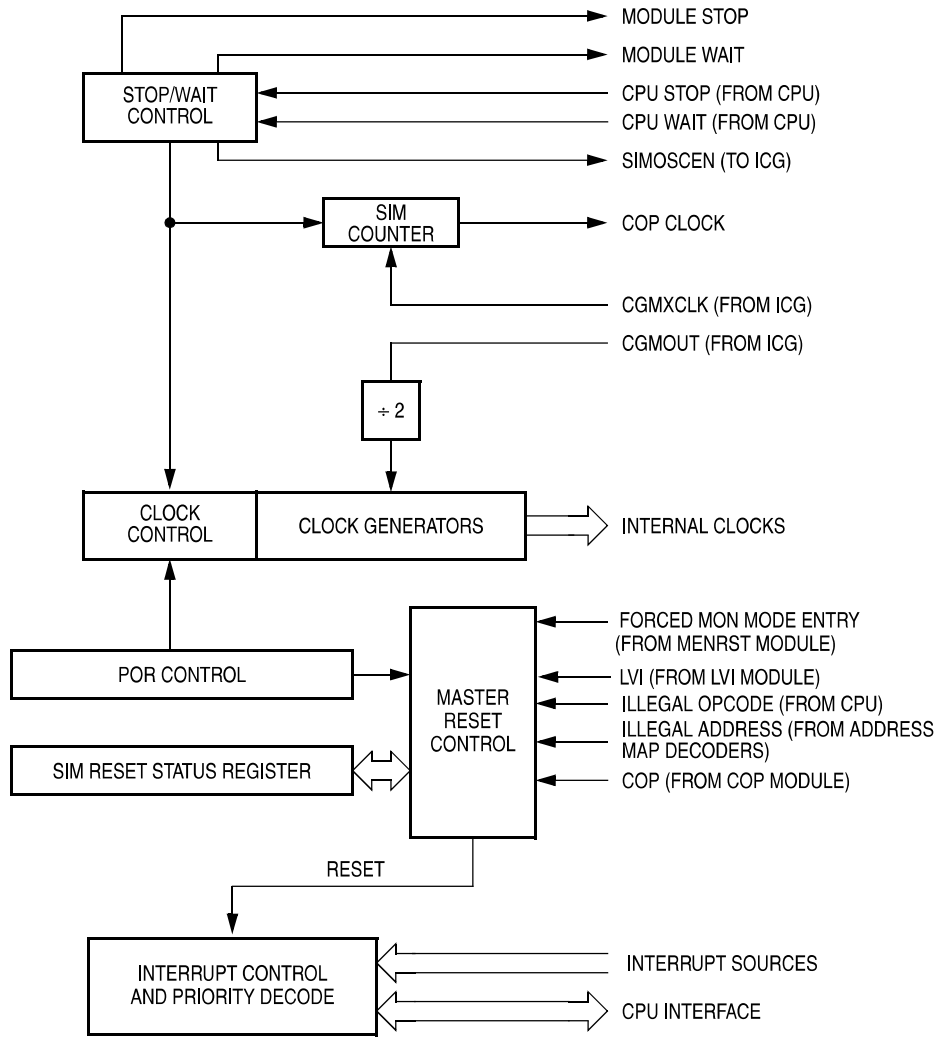 MODULE STOP
MODULE WAIT
STOP/WAIT
CONTROL
CPU STOP (FROM CPU)
CPU WAIT (FROM CPU)
SIMOSCEN (TO ICG)
SIM
COUNTER
COP CLOCK
CGMXCLK (FROM ICG)
CGMOUT (FROM ICG)
÷ 2
CLOCK
CONTROL
CLOCK GENERATORS
INTERNAL CLOCKS
FORCED MON MODE ENTRY
(FROM MENRST MODULE)
POR CONTROL
LVI (FROM LVI MODULE)
MASTER
RESET
CONTROL
ILLEGAL OPCODE (FROM CPU)
ILLEGAL ADDRESS (FROM ADDRESS
MAP DECODERS)
SIM RESET STATUS REGISTER
COP (FROM COP MODULE)
RESET
INTERRUPT CONTROL
AND PRIORITY DECODE
INTERRUPT SOURCES
CPU INTERFACE